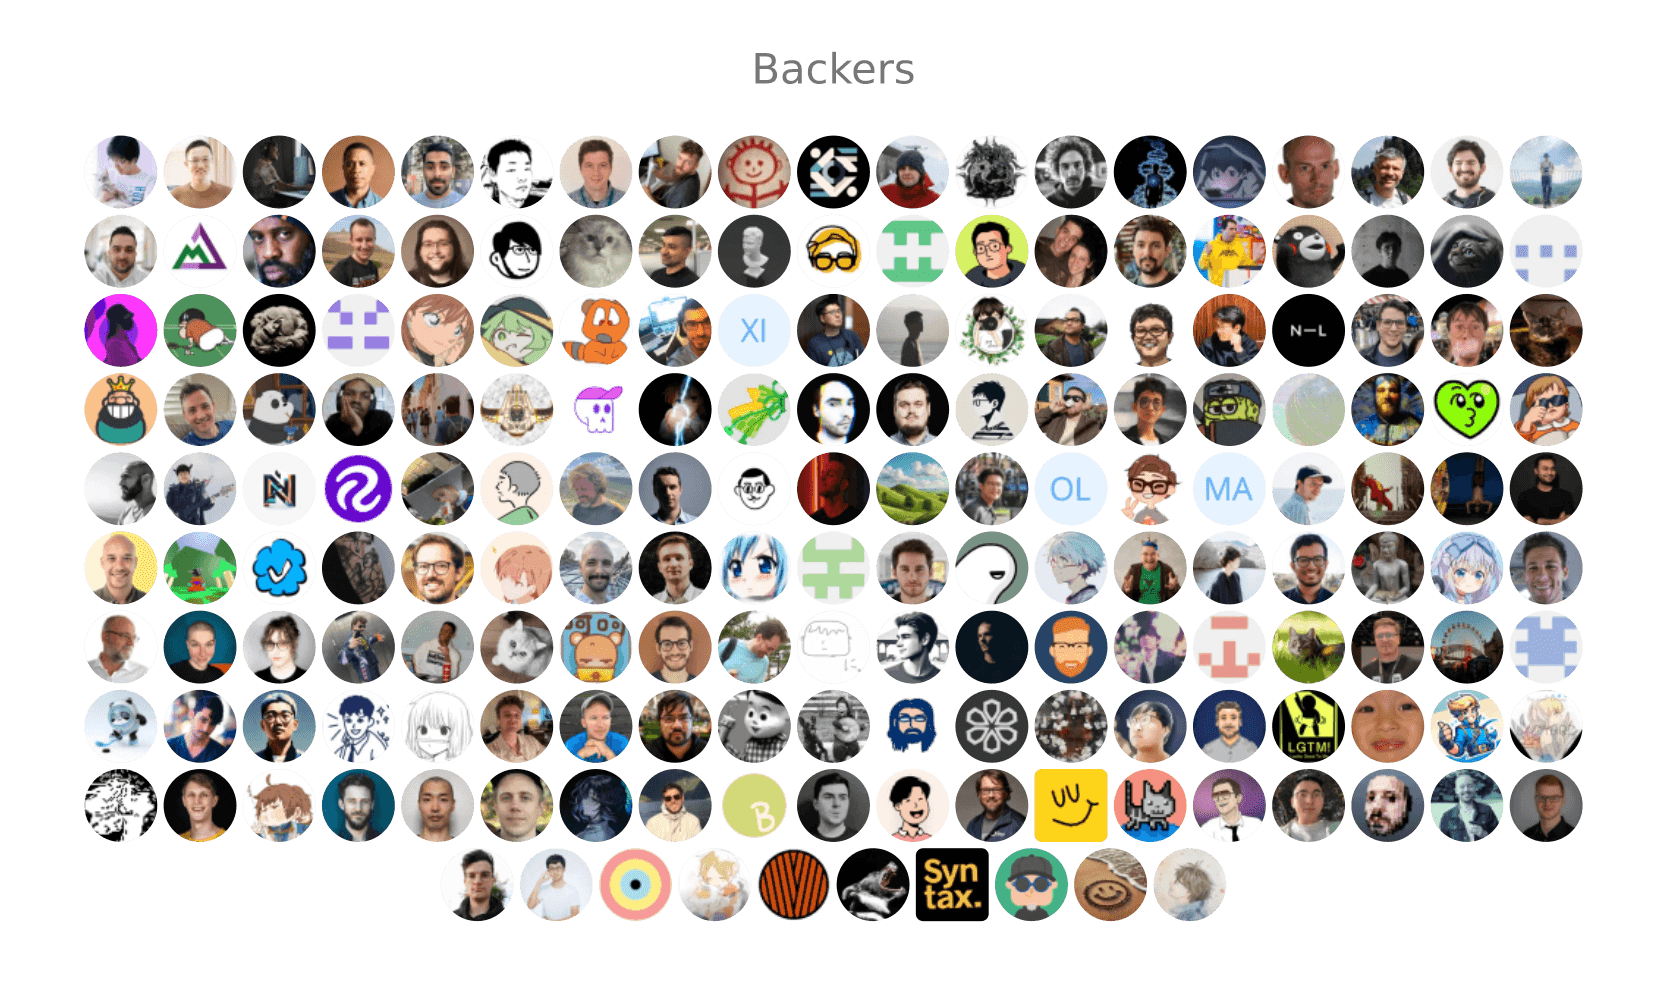 Backers
XI
N—L
OL
MA
LGTM!
B
Syn
tax.